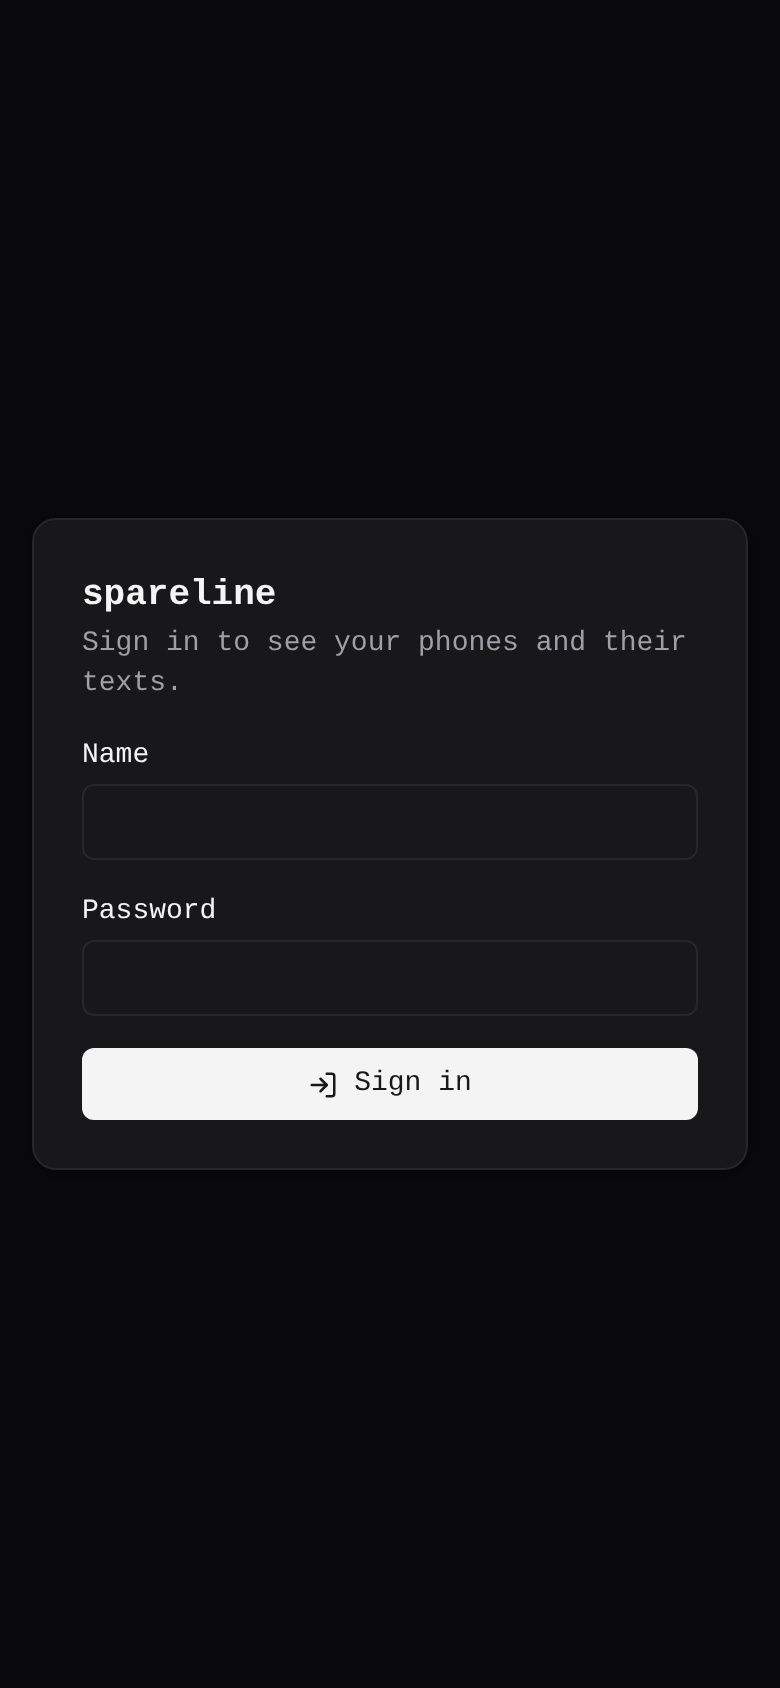 spareline
Sign in to see your phones and their
texts.
Name
Password
Sign in